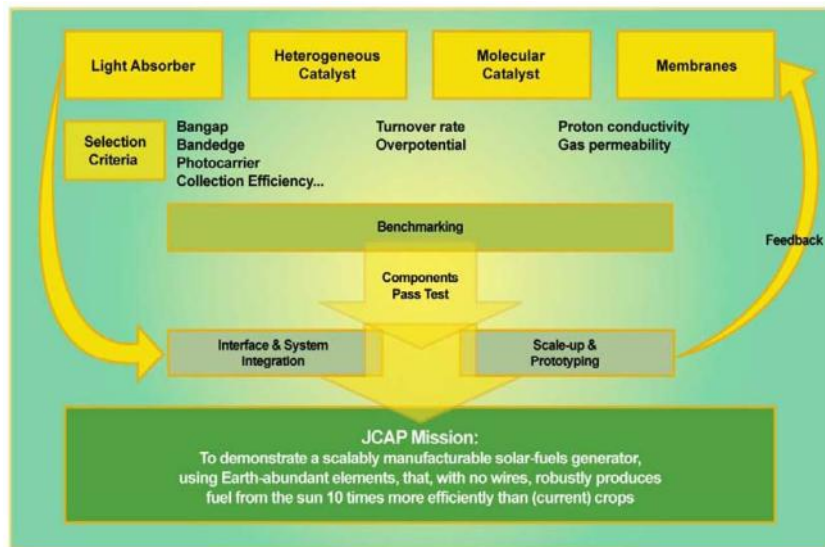 Light Absorber
Heterogeneous
Catalyst
Molecular
Catalyst
Membranes
Selection
Criteria
Bangap
Bandedge
Photocarrier
Collection Efficiency...
Turnover rate
Overpotential
Proton conductivity
Gas permeability
Benchmarking
Feedback
Components
Pass Test
Interface & System
Integration
Scale-up &
Prototyping
JCAP Mission:
To demonstrate a scalably manufacturable solar-fuels generator,
using Earth-abundant elements, that, with no wires, robustly produces
fuel from the sun 10 times more efficiently than (current) crops